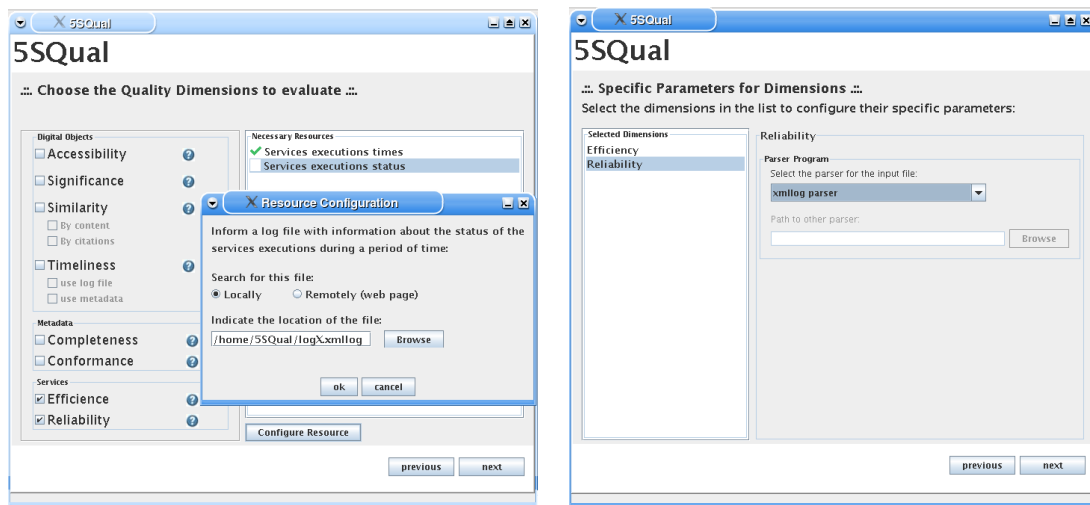 5SQual
5SQual
.::. Choose the Quality Dimensions to evaluate .::.
Digital Objects
Accessibility
Significance
Similarity
By content
By citations
Timeliness
use log file
use metadata
Metadata
Completeness
Conformance
Services
Efficience
Reliability
Necessary Resources
Services executions times
Services executions status
Configure Resource
previous next
Resource Configuration
Inform a log file with information about the status of the
services executions during a period of time:
Search for this file:
Locally Remotely (web page)
Indicate the location of the file:
/home/5SQual/logX.xmllog Browse
ok cancel
5SQual
5SQual
.::. Specific Parameters for Dimensions .::.
Select the dimensions in the list to configure their specific parameters:
Selected Dimensions
Efficiency
Reliability
Reliability
Parser Program
Select the parser for the input file:
xmllog parser
Path to other parser:
Browse
previous next